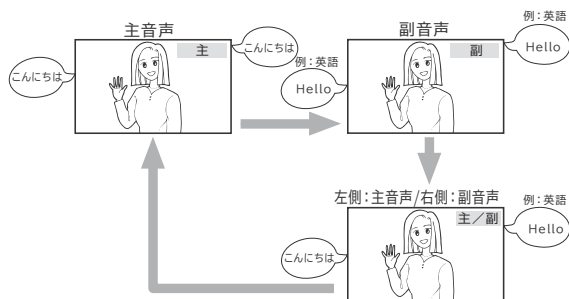 主音声
主
こんにちは
こんにちは
副音声
副
例：英語
Hello
例：英語
Hello
左側：主音声/右側：副音声
主／副
こんにちは
例：英語
Hello